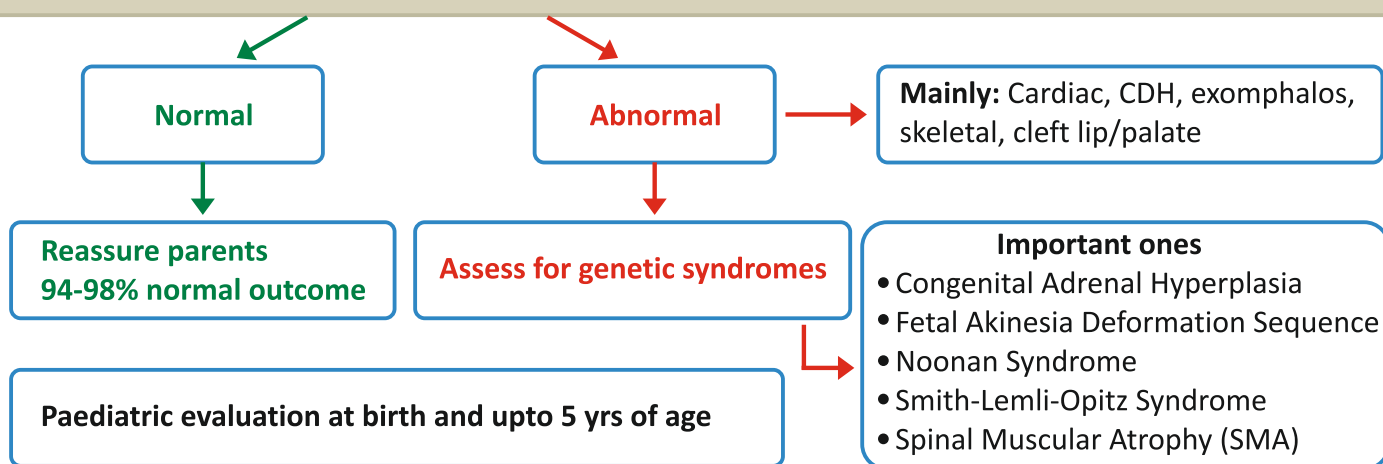 Normal
Abnormal
Mainly: Cardiac, CDH, exomphalos,
skeletal, cleft lip/palate
Reassure parents
94-98% normal outcome
Assess for genetic syndromes
Important ones
• Congenital Adrenal Hyperplasia
• Fetal Akinesia Deformation Sequence
• Noonan Syndrome
• Smith-Lemli-Opitz Syndrome
• Spinal Muscular Atrophy (SMA)
Paediatric evaluation at birth and upto 5 yrs of age